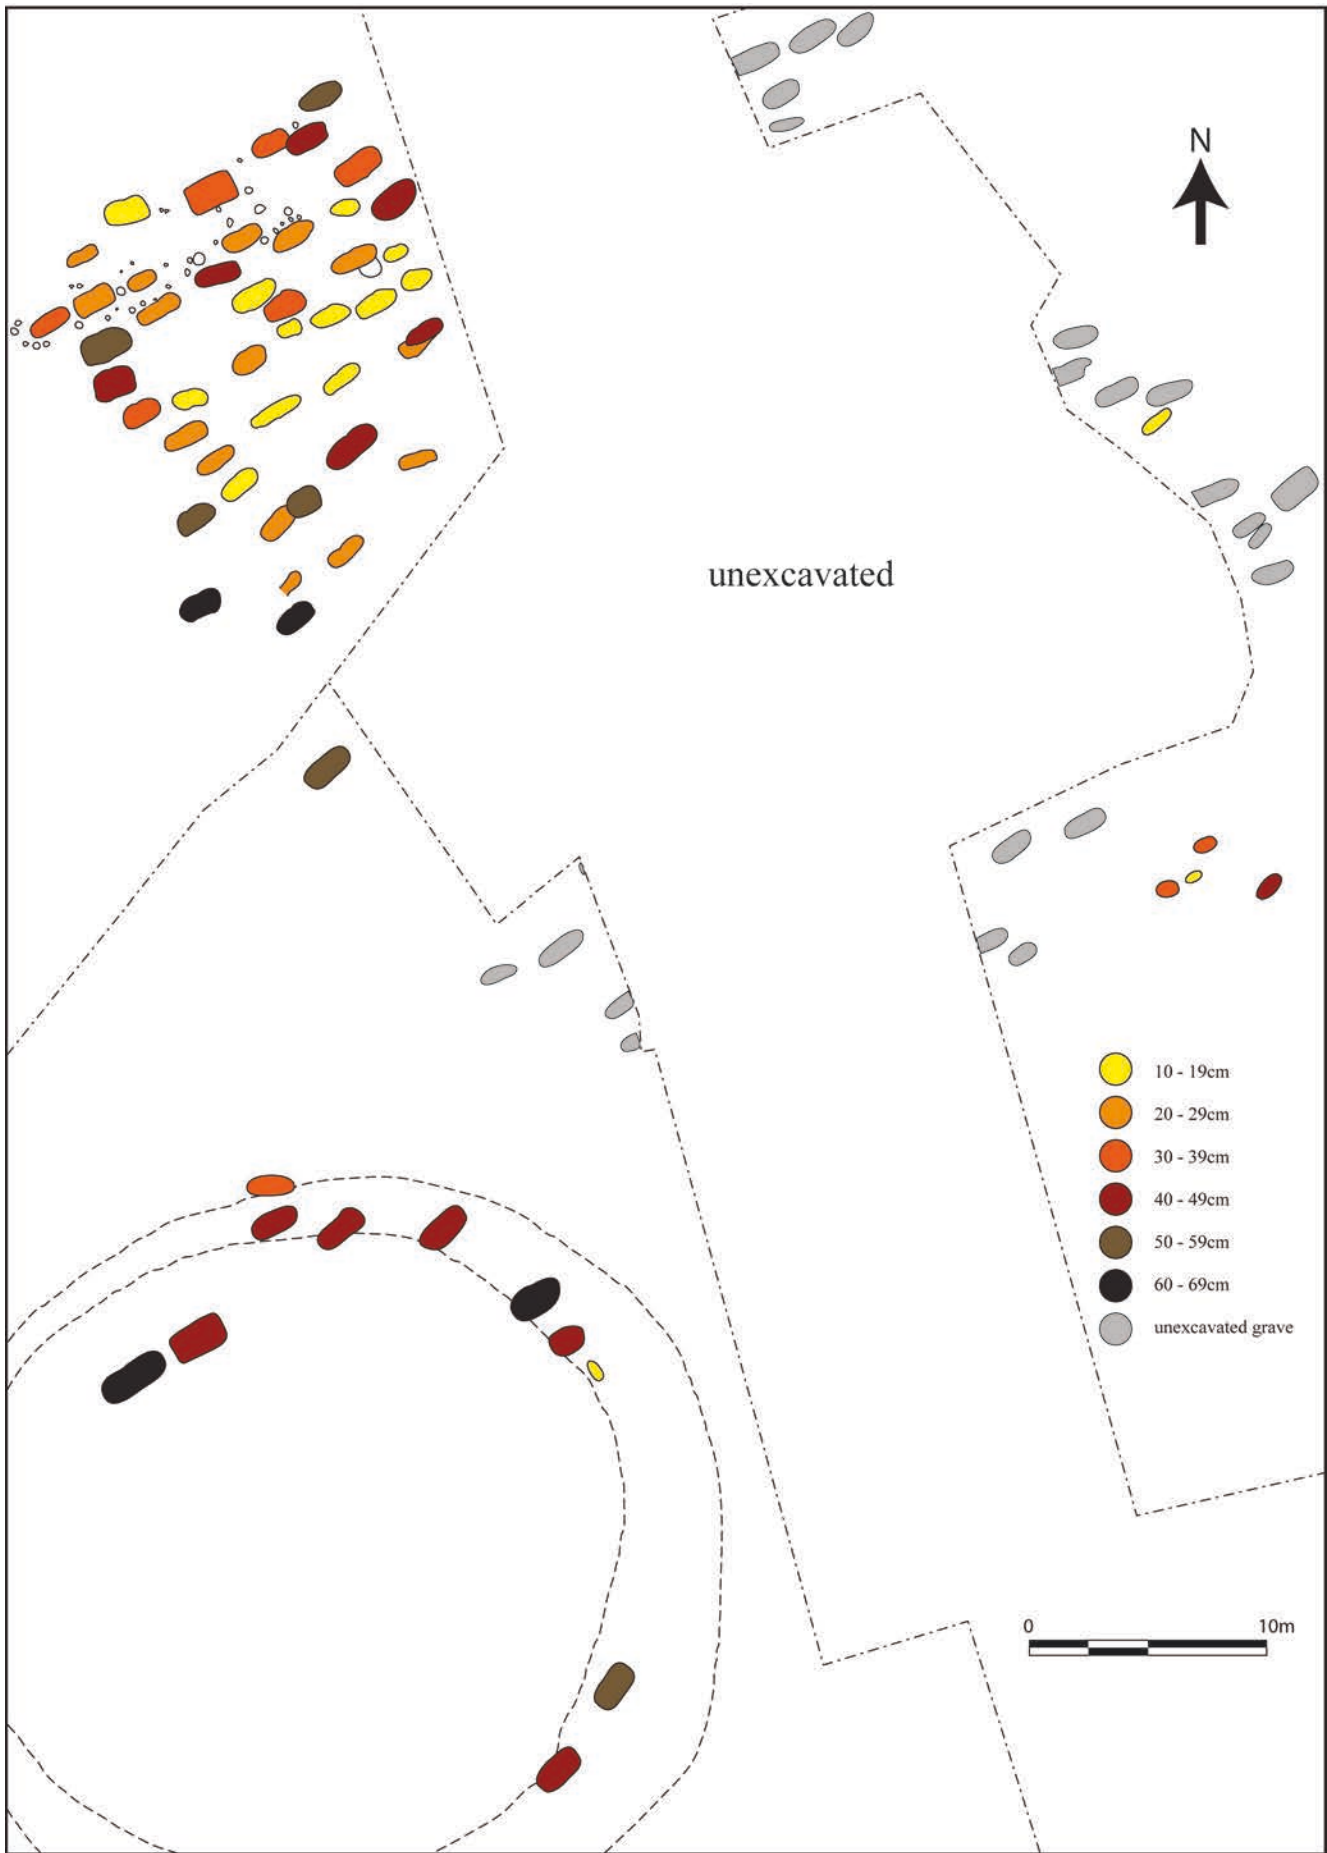 N
unexcavated
10 - 19cm
20 - 29cm
30 - 39cm
40 - 49cm
50 - 59cm
60 - 69cm
unexcavated grave
0 10m